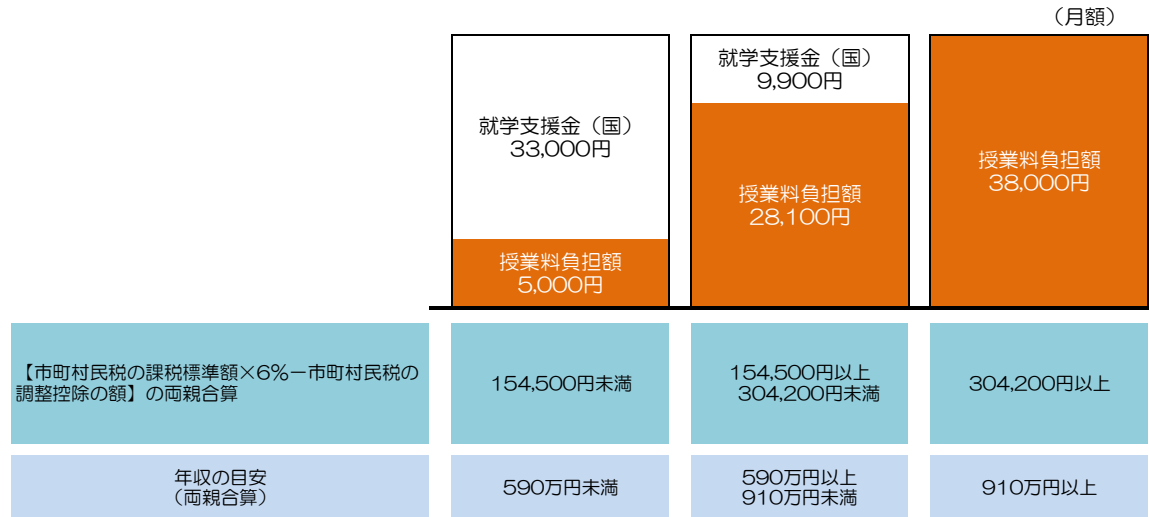 （月額）
就学支援金（国）
33,000円
授業料負担額
5,000円
就学支援金（国）
9,900円
授業料負担額
28,100円
授業料負担額
38,000円
【市町村民税の課税標準額×6％－市町村民税の
調整控除の額】の両親合算
154,500円未満
154,500円以上
304,200円未満
304,200円以上
年収の目安
（両親合算）
590万円未満
590万円以上
910万円未満
910万円以上